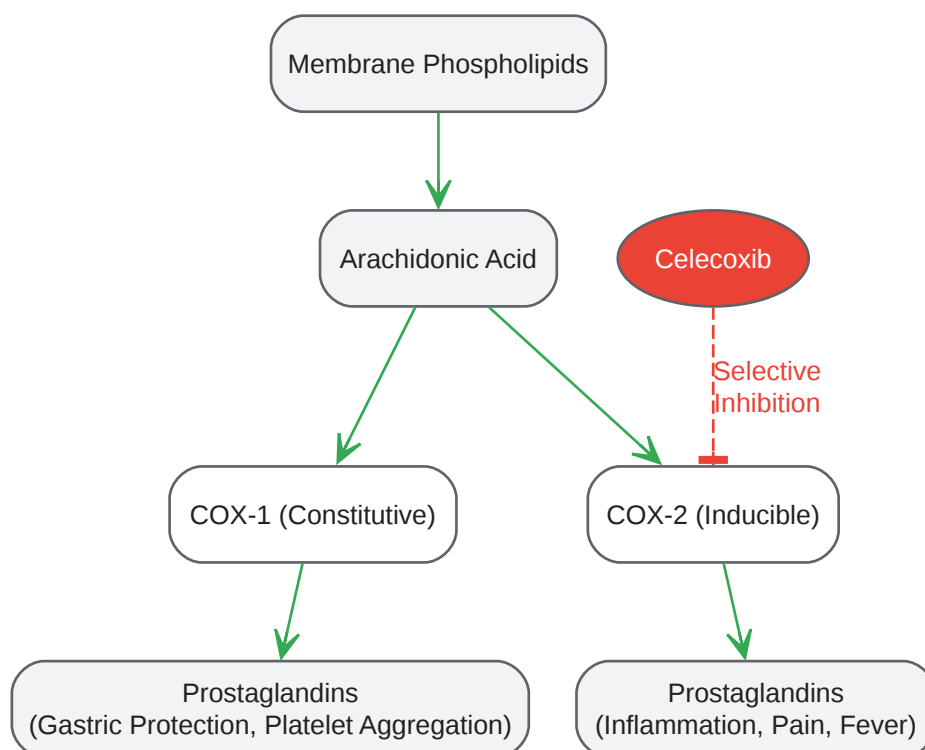 Membrane Phospholipids
Arachidonic Acid
Celecoxib
Selective
Inhibition
COX-1 (Constitutive)
COX-2 (Inducible)
Prostaglandins
(Gastric Protection, Platelet Aggregation)
Prostaglandins
(Inflammation, Pain, Fever)